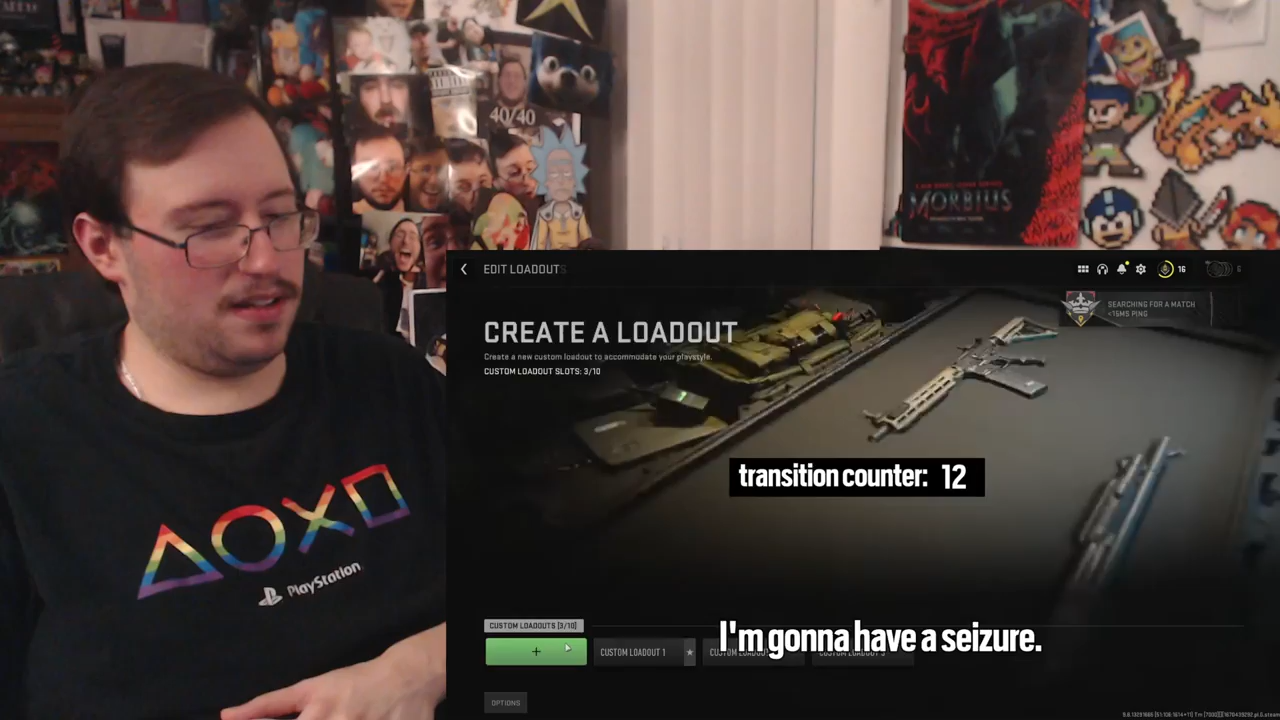 40/40
MORBIUS
PlayStation
EDIT LOADOUTS
16
6
SEARCHING FOR A MATCH
<15MS PING
CREATE A LOADOUT
Create a new custom loadout to accommodate your playstyle.
CUSTOM LOADOUT SLOTS: 3/10
transition counter: 12
CUSTOM LOADOUTS [3/10]
+
CUSTOM LOADOUT 1
I'm gonna have a seizure.
OPTIONS